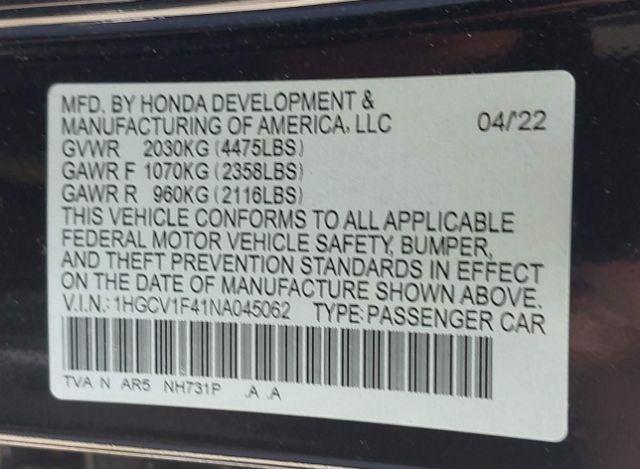 MFD. BY HONDA DEVELOPMENT &
MANUFACTURING OF AMERICA, LLC 04/22
GVWR 2030KG (4475LBS)
GAWR F 1070KG (2358LBS)
GAWR R 960KG (2116LBS)
THIS VEHICLE CONFORMS TO ALL APPLICABLE
FEDERAL MOTOR VEHICLE SAFETY, BUMPER,
AND THEFT PREVENTION STANDARDS IN EFFECT
ON THE DATE OF MANUFACTURE SHOWN ABOVE.
V.I.N.: 1HGCV1F41NA045062 TYPE: PASSENGER CAR
TVA N AR5 NH731P .A .A